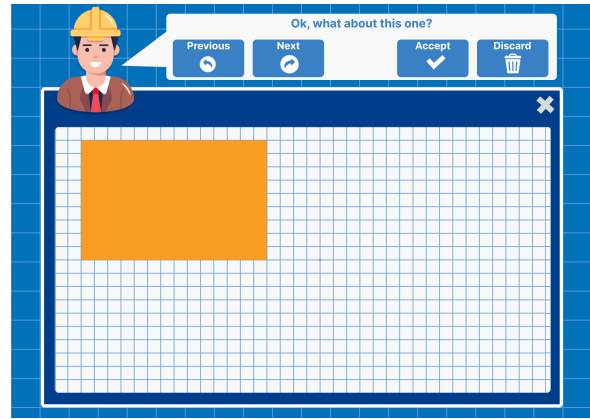 Ok, what about this one?
Previous
Next
Accept
Discard